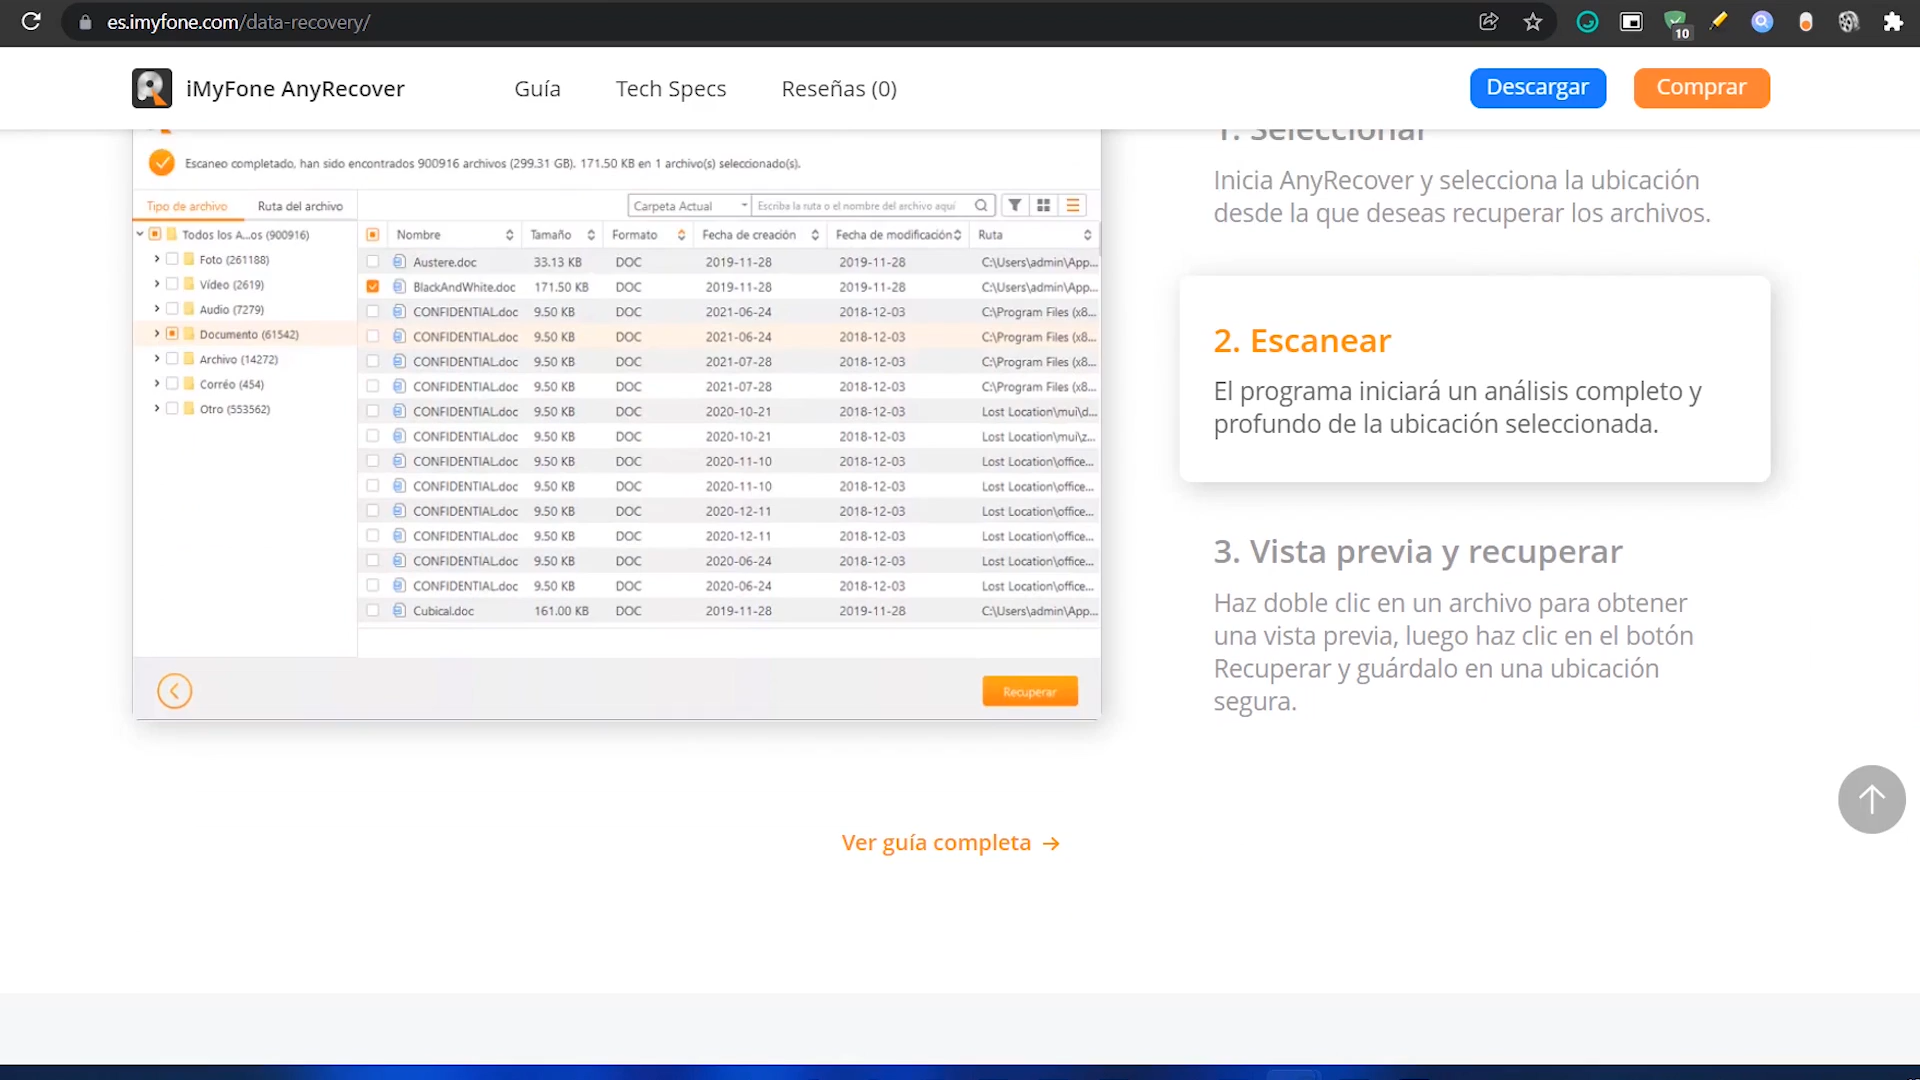 es.imyfone.com/data-recovery/
10
iMyFone AnyRecover
Guía
Tech Specs
Reseñas (0)
Descargar
Comprar
Escaneo completado, han sido encontrados 900916 archivos (299.31 GB). 171.50 KB en 1 archivo(s) seleccionado(s).
Tipo de archivo
Ruta del archivo
Carpeta Actual
Escriba la ruta o el nombre del archivo aquí
Todos los A...os (900916)
Foto (261188)
Vídeo (2619)
Audio (7279)
Documento (61542)
Archivo (14272)
Corréo (454)
Otro (553562)
Nombre Tamaño Formato Fecha de creación Fecha de modificación Ruta
Austere.doc 33.13 KB DOC 2019-11-28 2019-11-28 C:\Users\admin\App...
BlackAndWhite.doc 171.50 KB DOC 2019-11-28 2019-11-28 C:\Users\admin\App...
CONFIDENTIAL.doc 9.50 KB DOC 2021-06-24 2018-12-03 C:\Program Files (x8...
CONFIDENTIAL.doc 9.50 KB DOC 2021-06-24 2018-12-03 C:\Program Files (x8...
CONFIDENTIAL.doc 9.50 KB DOC 2021-07-28 2018-12-03 C:\Program Files (x8...
CONFIDENTIAL.doc 9.50 KB DOC 2021-07-28 2018-12-03 C:\Program Files (x8...
CONFIDENTIAL.doc 9.50 KB DOC 2020-10-21 2018-12-03 Lost Location\mui\d...
CONFIDENTIAL.doc 9.50 KB DOC 2020-10-21 2018-12-03 Lost Location\mui\z...
CONFIDENTIAL.doc 9.50 KB DOC 2020-11-10 2018-12-03 Lost Location\office...
CONFIDENTIAL.doc 9.50 KB DOC 2020-11-10 2018-12-03 Lost Location\office...
CONFIDENTIAL.doc 9.50 KB DOC 2020-12-11 2018-12-03 Lost Location\office...
CONFIDENTIAL.doc 9.50 KB DOC 2020-12-11 2018-12-03 Lost Location\office...
CONFIDENTIAL.doc 9.50 KB DOC 2020-06-24 2018-12-03 Lost Location\office...
CONFIDENTIAL.doc 9.50 KB DOC 2020-06-24 2018-12-03 Lost Location\office...
Cubical.doc 161.00 KB DOC 2019-11-28 2019-11-28 C:\Users\admin\App...
Recuperar
1. Seleccionar
Inicia AnyRecover y selecciona la ubicación
desde la que deseas recuperar los archivos.
2. Escanear
El programa iniciará un análisis completo y
profundo de la ubicación seleccionada.
3. Vista previa y recuperar
Haz doble clic en un archivo para obtener
una vista previa, luego haz clic en el botón
Recuperar y guárdalo en una ubicación
segura.
Ver guía completa →